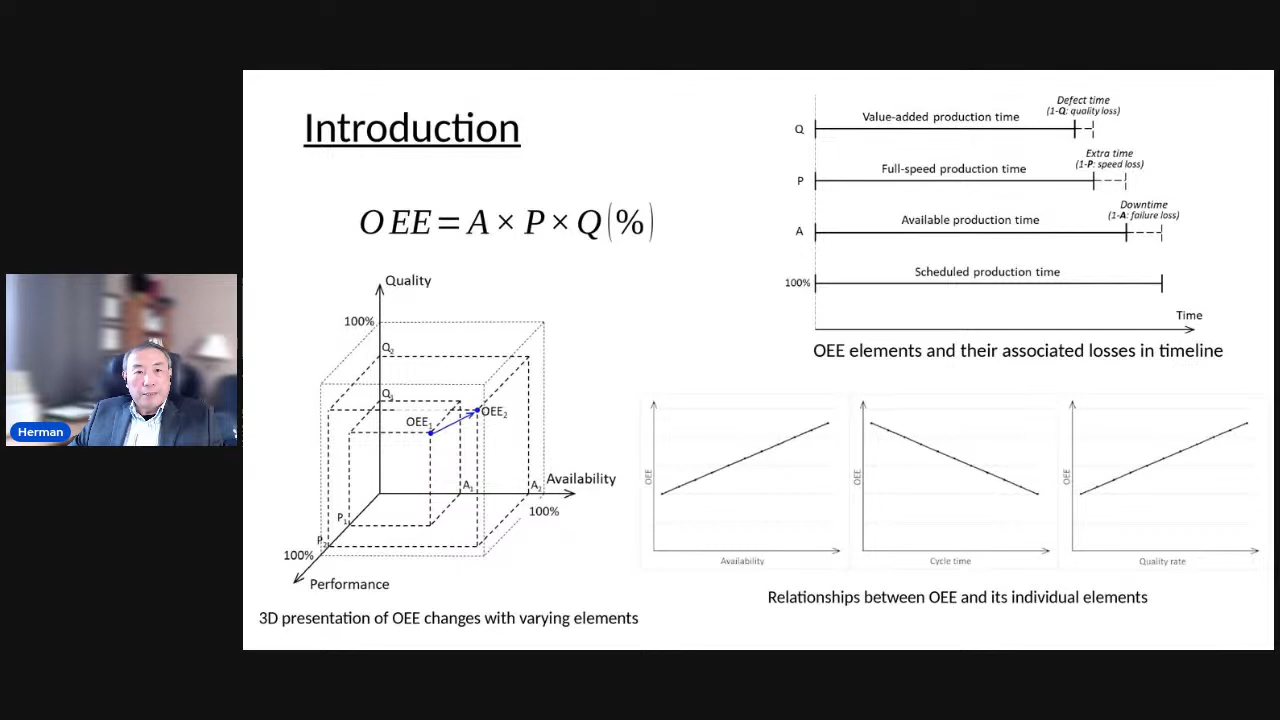 Introduction
OEE = A × P × Q(%)
Quality
100%
Q2
Q1
OEE1
OEE2
A1
A2
Availability
100%
P1
P2
100%
Performance
3D presentation of OEE changes with varying elements
Defect time
(1-Q: quality loss)
Q
Value-added production time
Extra time
(1-P: speed loss)
P
Full-speed production time
Downtime
(1-A: failure loss)
A
Available production time
100%
Scheduled production time
Time
OEE elements and their associated losses in timeline
OEE
Availability
OEE
Cycle time
OEE
Quality rate
Relationships between OEE and its individual elements
Herman